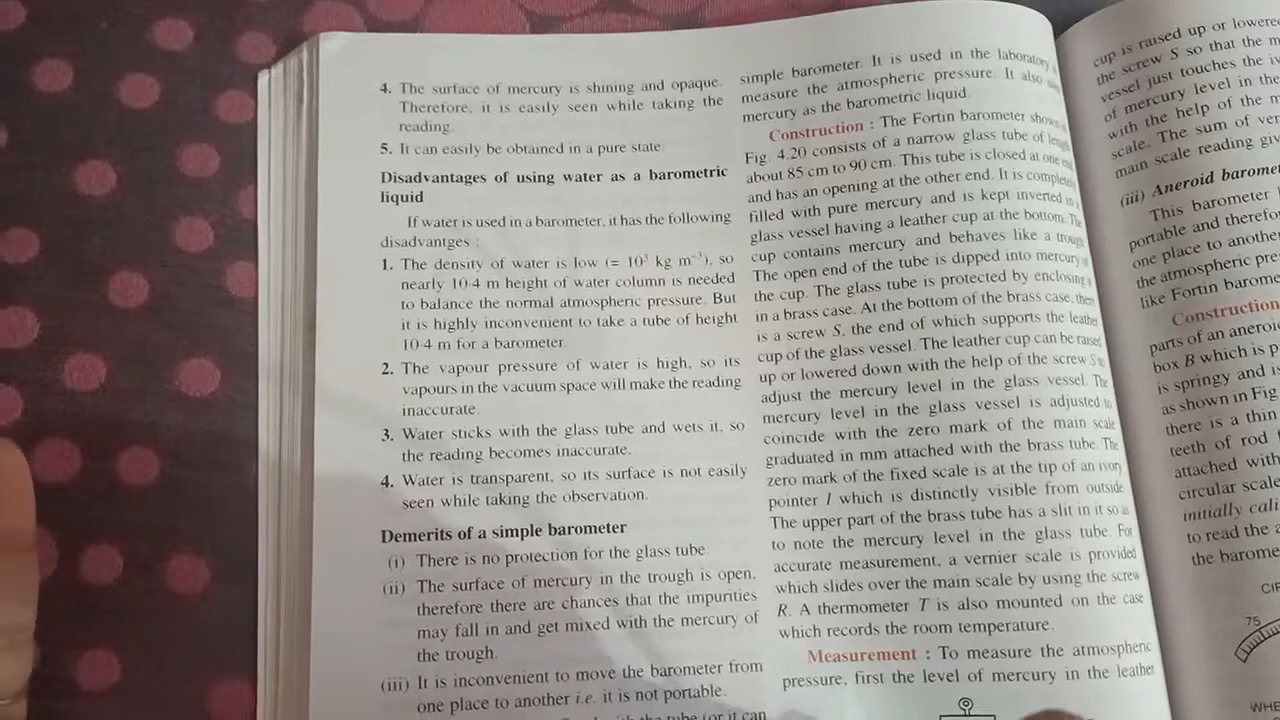 4. The surface of mercury is shining and opaque.
Therefore, it is easily seen while taking the
reading.
5. It can easily be obtained in a pure state.
Disadvantages of using water as a barometric
liquid
If water is used in a barometer, it has the following
disadvantges :
1. The density of water is low (= 10³ kg m⁻³), so
nearly 10·4 m height of water column is needed
to balance the normal atmospheric pressure. But
it is highly inconvenient to take a tube of height
10·4 m for a barometer.
2. The vapour pressure of water is high, so its
vapours in the vacuum space will make the reading
inaccurate.
3. Water sticks with the glass tube and wets it, so
the reading becomes inaccurate.
4. Water is transparent, so its surface is not easily
seen while taking the observation.
Demerits of a simple barometer
(i) There is no protection for the glass tube.
(ii) The surface of mercury in the trough is open,
therefore there are chances that the impurities
may fall in and get mixed with the mercury of
the trough.
(iii) It is inconvenient to move the barometer from
one place to another i.e. it is not portable.
the tube (or it can
simple barometer. It is used in the laboratory
measure the atmospheric pressure. It also
mercury as the barometric liquid.
Construction : The Fortin barometer
Fig. 4.20 consists of a narrow glass tube of
about 85 cm to 90 cm. This tube is closed at one
and has an opening at the other end. It is
filled with pure mercury and is kept inverted
glass vessel having a leather cup at the bottom. The
cup contains mercury and behaves like a
The open end of the tube is dipped into mercury
the cup. The glass tube is protected by enclosing
in a brass case. At the bottom of the brass case,
is a screw S, the end of which supports the leather
cup of the glass vessel. The leather cup can be raised
up or lowered down with the help of the screw S
adjust the mercury level in the glass vessel. The
mercury level in the glass vessel is adjusted to
coincide with the zero mark of the main scale
graduated in mm attached with the brass tube. The
zero mark of the fixed scale is at the tip of an ivory
pointer I which is distinctly visible from outside
The upper part of the brass tube has a slit in it so as
to note the mercury level in the glass tube. For
accurate measurement, a vernier scale is provided
which slides over the main scale by using the screw
R. A thermometer T is also mounted on the case
which records the room temperature.
Measurement : To measure the atmospheric
pressure, first the level of mercury in the leather
cup is raised up or
the screw S so that the
vessel just touches the
of mercury level in the
with the help of the
scale. The sum of
main scale reading
(iii) Aneroid
This barometer
portable and
one place to another
the atmospheric
like Fortin
Construction
parts of an
box B which is
is springy and
as shown in Fig
there is a thin
teeth of rod
attached with
circular scale
initially
to read the
the
75